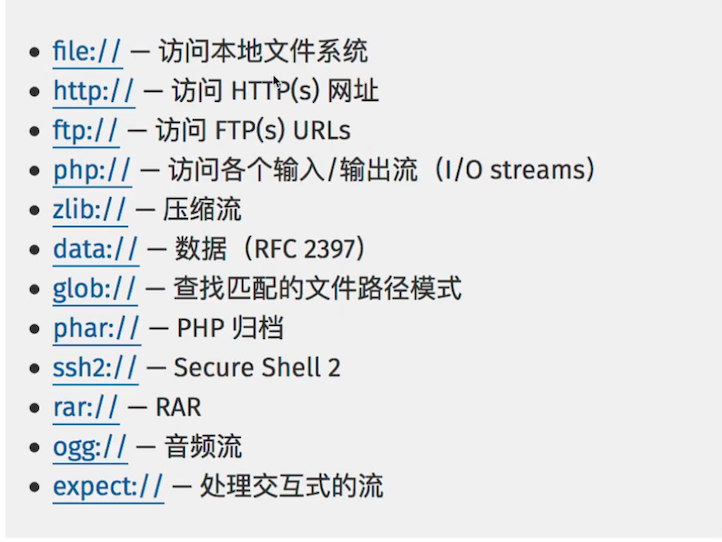 file:// — 访问本地文件系统
http:// — 访问 HTTP(s) 网址
ftp:// — 访问 FTP(s) URLs
php:// — 访问各个输入/输出流（I/O streams）
zlib:// — 压缩流
data:// — 数据（RFC 2397）
glob:// — 查找匹配的文件路径模式
phar:// — PHP 归档
ssh2:// — Secure Shell 2
rar:// — RAR
ogg:// — 音频流
expect:// — 处理交互式的流